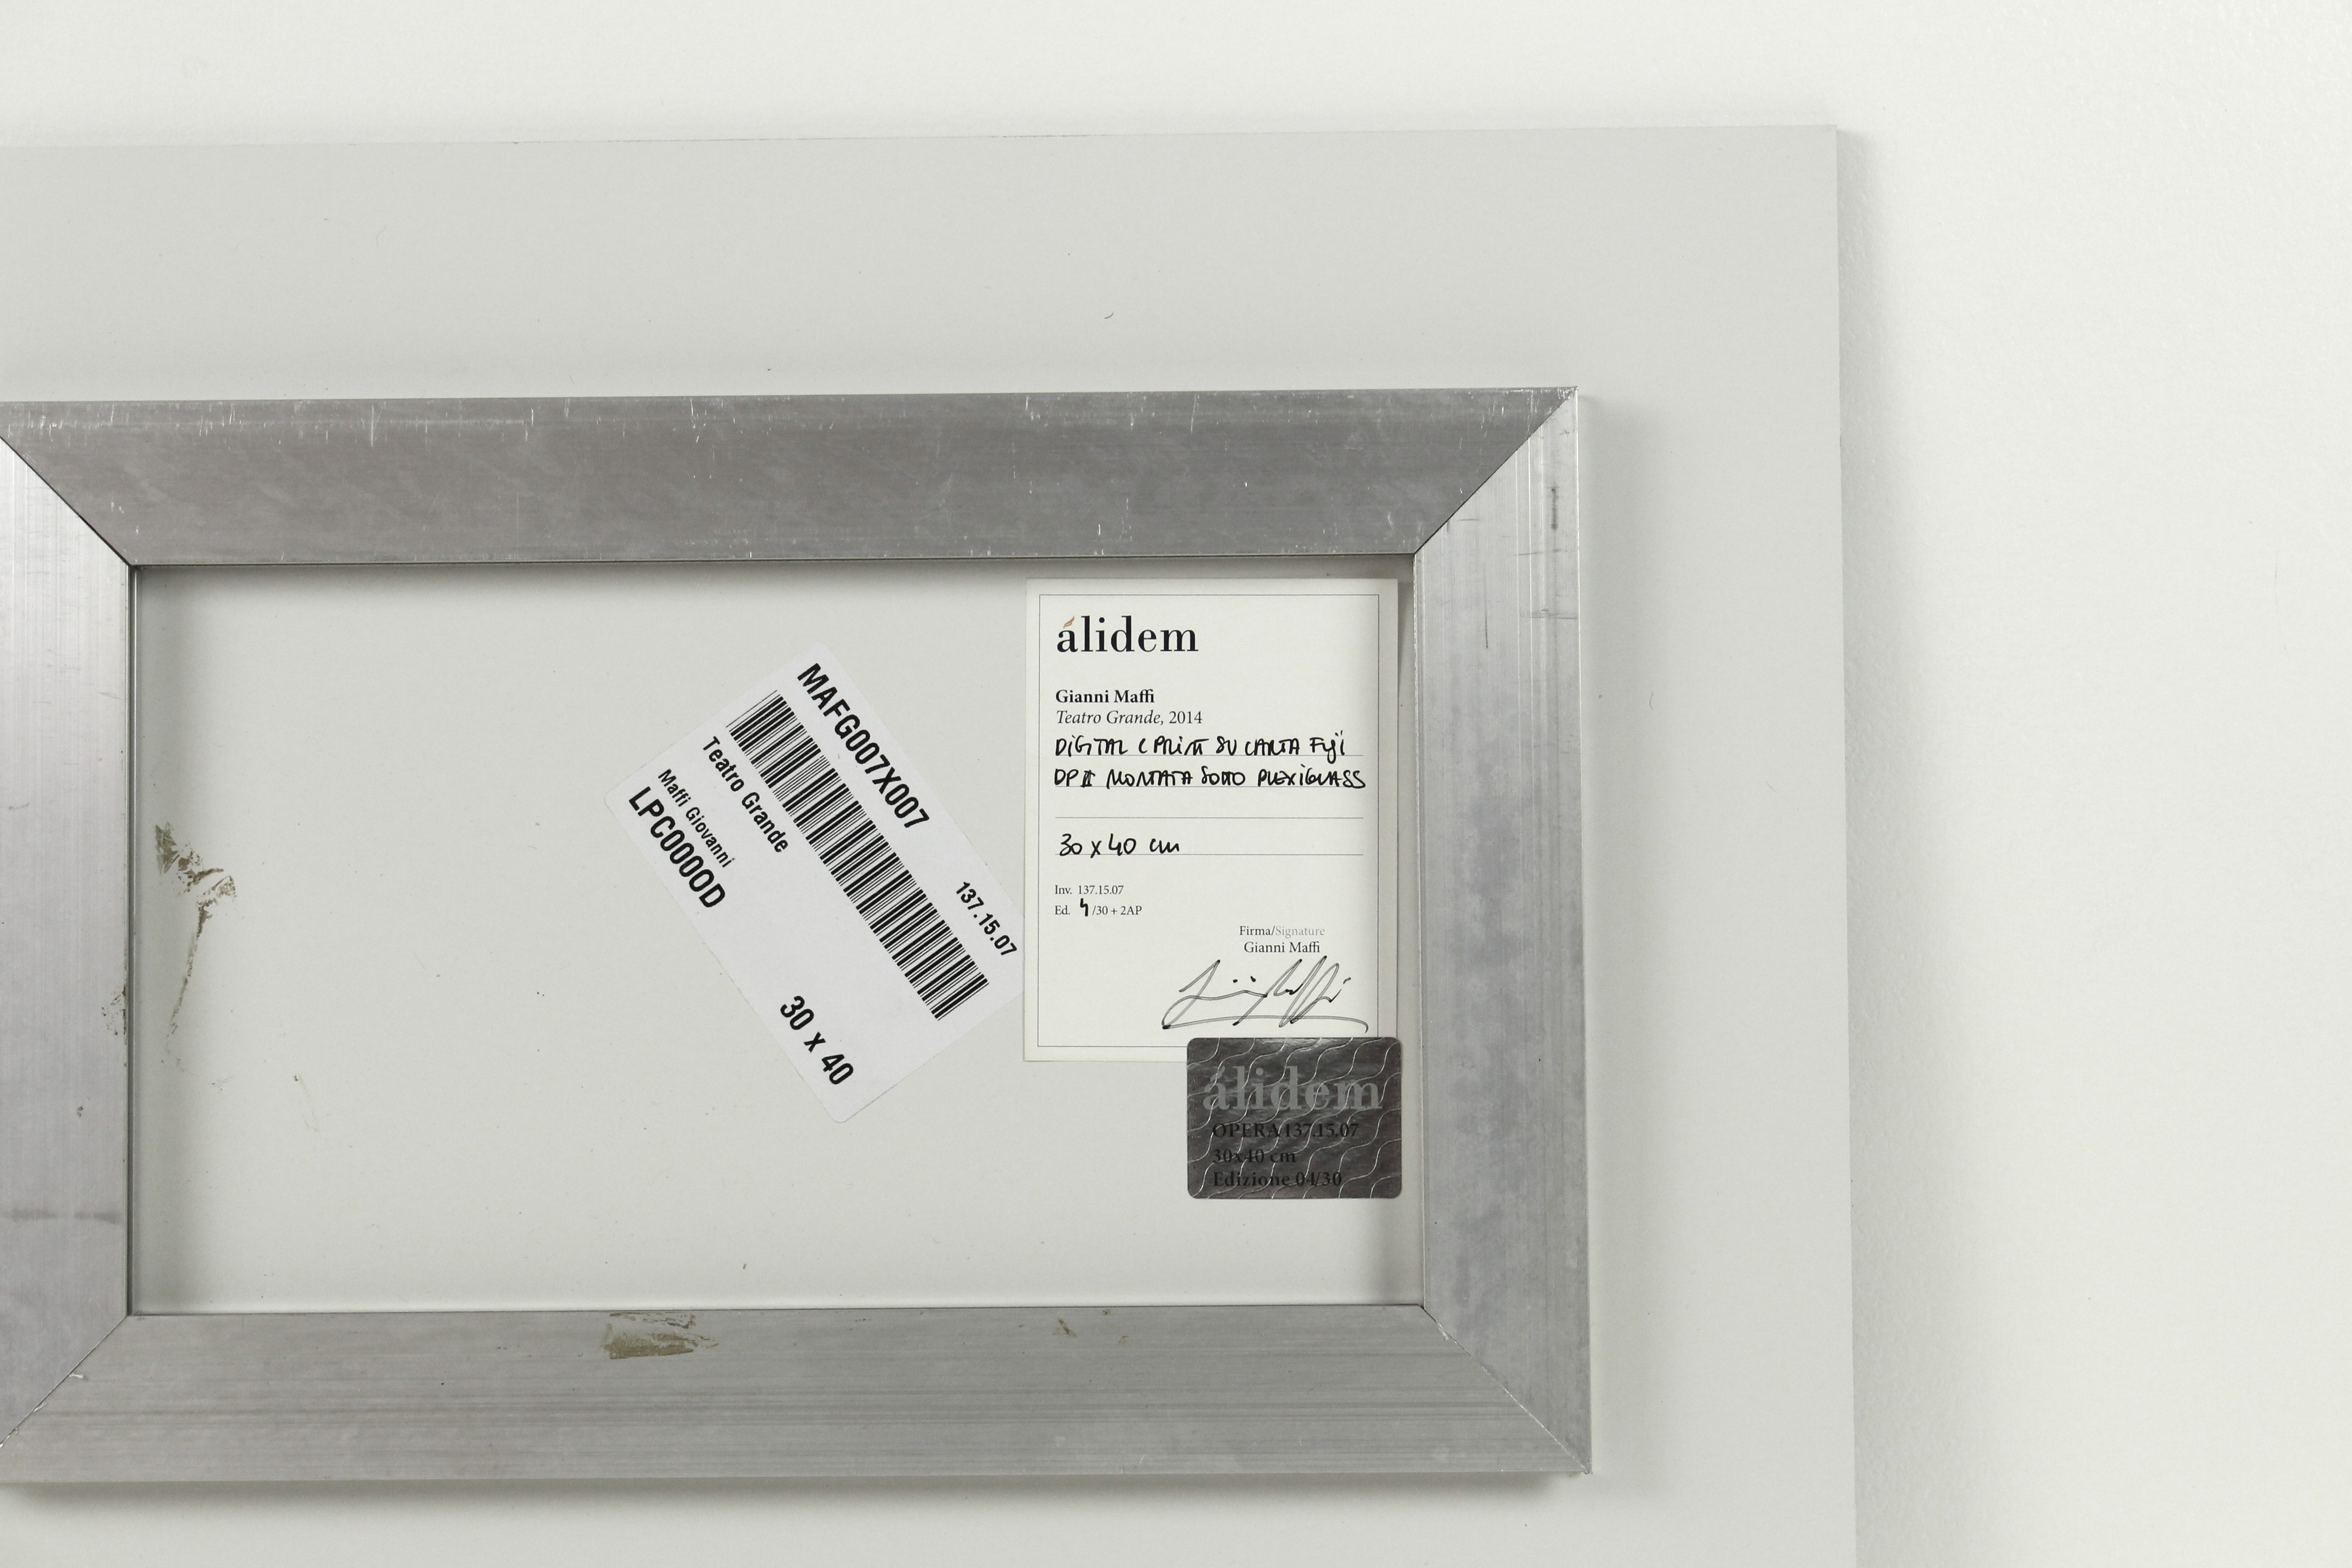 MAFG007X007
137.15.07
Teatro Grande
Maffi Giovanni
LPC0000D
30 x 40
álidem
Gianni Maffi
Teatro Grande, 2014
DIGITAL C PRINT SU CARTA FUJI
DP II MONTATA SOTTO PLEXIGLASS
30 x 40 cm
Inv. 137.15.07
Ed. 4/30 + 2AP
Firma/Signature
Gianni Maffi
álidem
OPERA 137.15.07
30x40 cm
Edizione 04/30